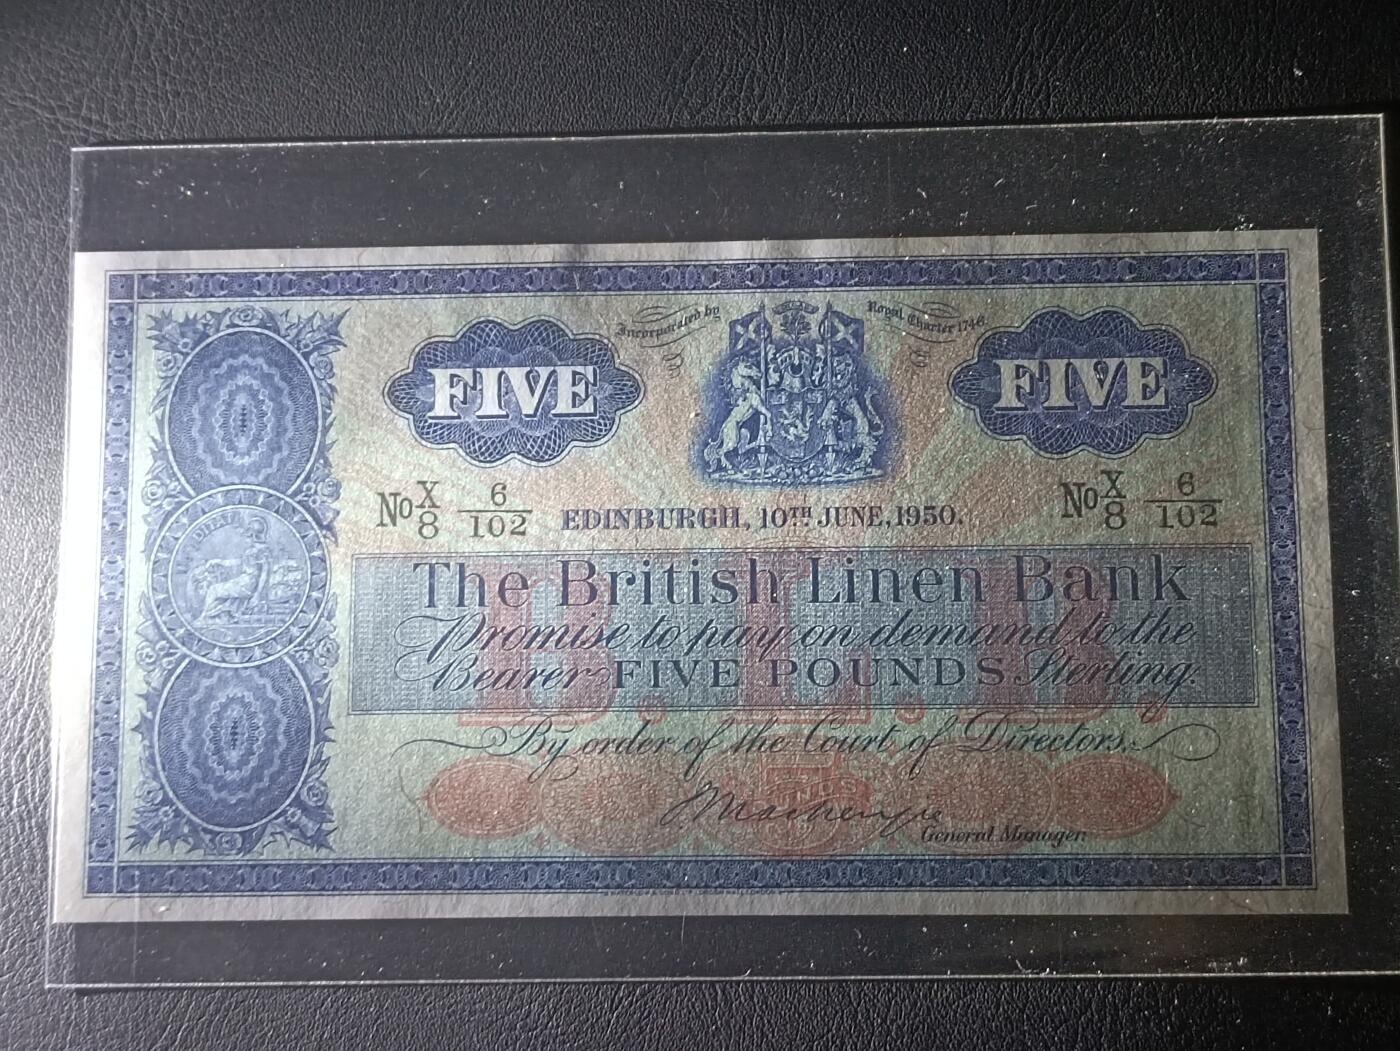 Incorporated by Royal Charter 1746
FIVE FIVE
No X/8 6/102 No X/8 6/102
EDINBURGH, 10TH JUNE, 1950.
The British Linen Bank
Promise to pay on demand to the
Bearer FIVE POUNDS Sterling.
B.L.B.
By order of the Court of Directors.
General Manager.